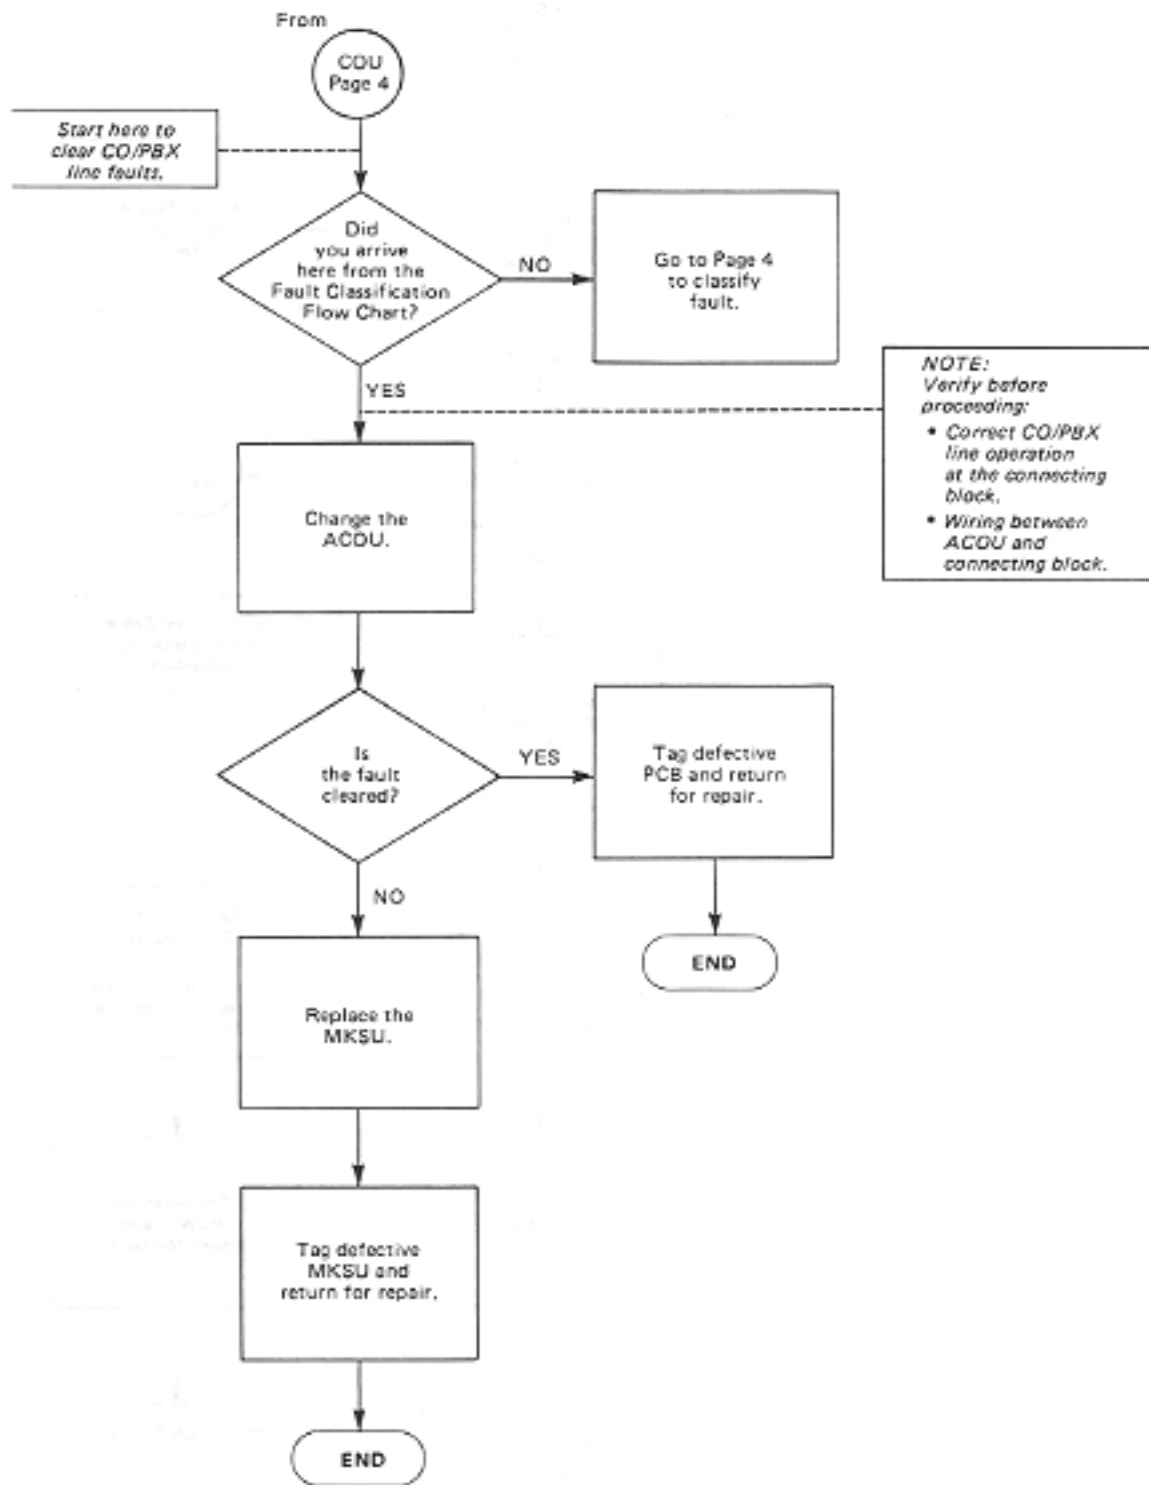 From
COU
Page 4
Start here to
clear CO/PBX
line faults.
Did
you arrive
here from the
Fault Classification
Flow Chart?
NO
Go to Page 4
to classify
fault.
YES
NOTE:
Verify before
proceeding:
• Correct CO/PBX
line operation
at the connecting
block.
• Wiring between
ACOU and
connecting block.
Change the
ACOU.
Is
the fault
cleared?
YES
Tag defective
PCB and return
for repair.
NO
END
Replace the
MKSU.
Tag defective
MKSU and
return for repair.
END